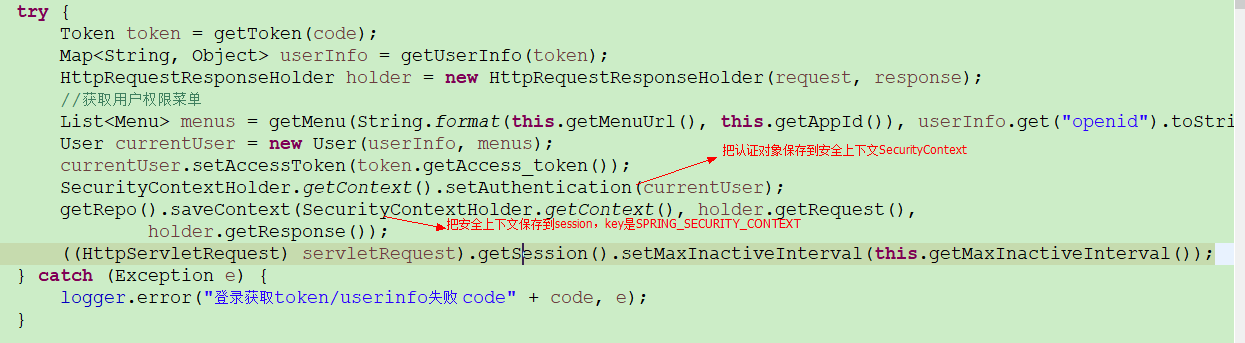 try {
Token token = getToken(code);
Map<String, Object> userInfo = getUserInfo(token);
HttpRequestResponseHolder holder = new HttpRequestResponseHolder(request, response);
//获取用户权限菜单
List<Menu> menus = getMenu(String.format(this.getMenuUrl(), this.getAppId()), userInfo.get("openid").toStri
User currentUser = new User(userInfo, menus);
把认证对象保存到安全上下文SecurityContext
currentUser.setAccessToken(token.getAccess_token());
SecurityContextHolder.getContext().setAuthentication(currentUser);
getRepo().saveContext(SecurityContextHolder.getContext(), holder.getRequest(),
把安全上下文保存到session，key是SPRING_SECURITY_CONTEXT
holder.getResponse());
((HttpServletRequest) servletRequest).getSession().setMaxInactiveInterval(this.getMaxInactiveInterval());
} catch (Exception e) {
logger.error("登录获取token/userinfo失败 code" + code, e);
}